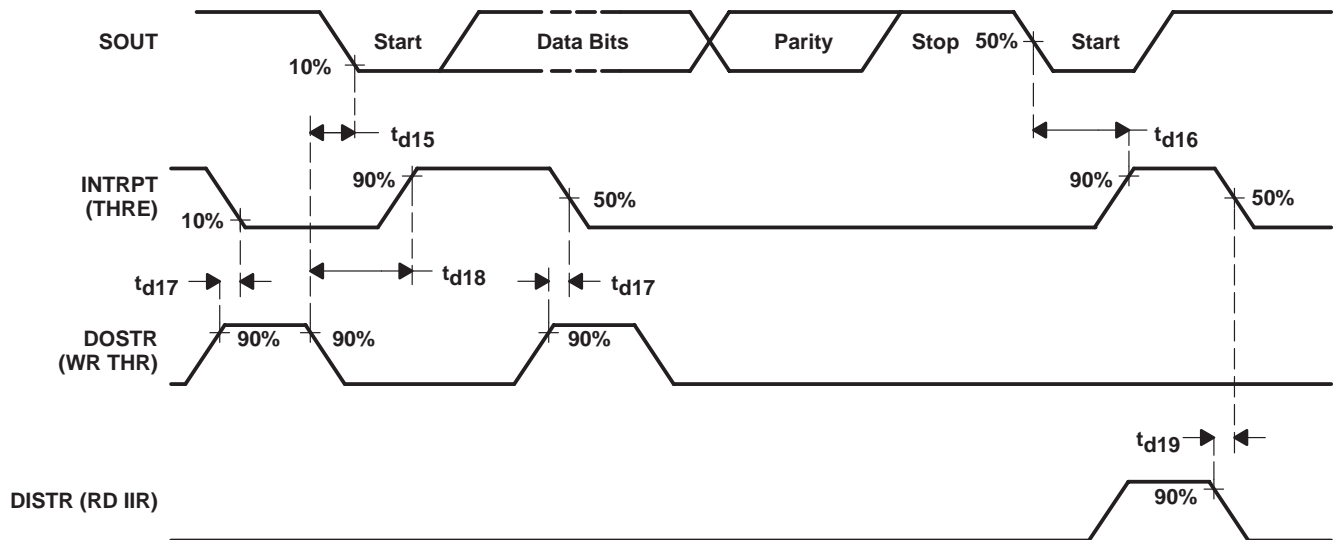 SOUT
Start
Data Bits
Parity
Stop
50%
Start
10%
td15
td16
INTRPT
(THRE)
90%
50%
90%
50%
10%
td17
td18
td17
DOSTR
(WR THR)
90%
90%
90%
td19
DISTR (RD IIR)
90%